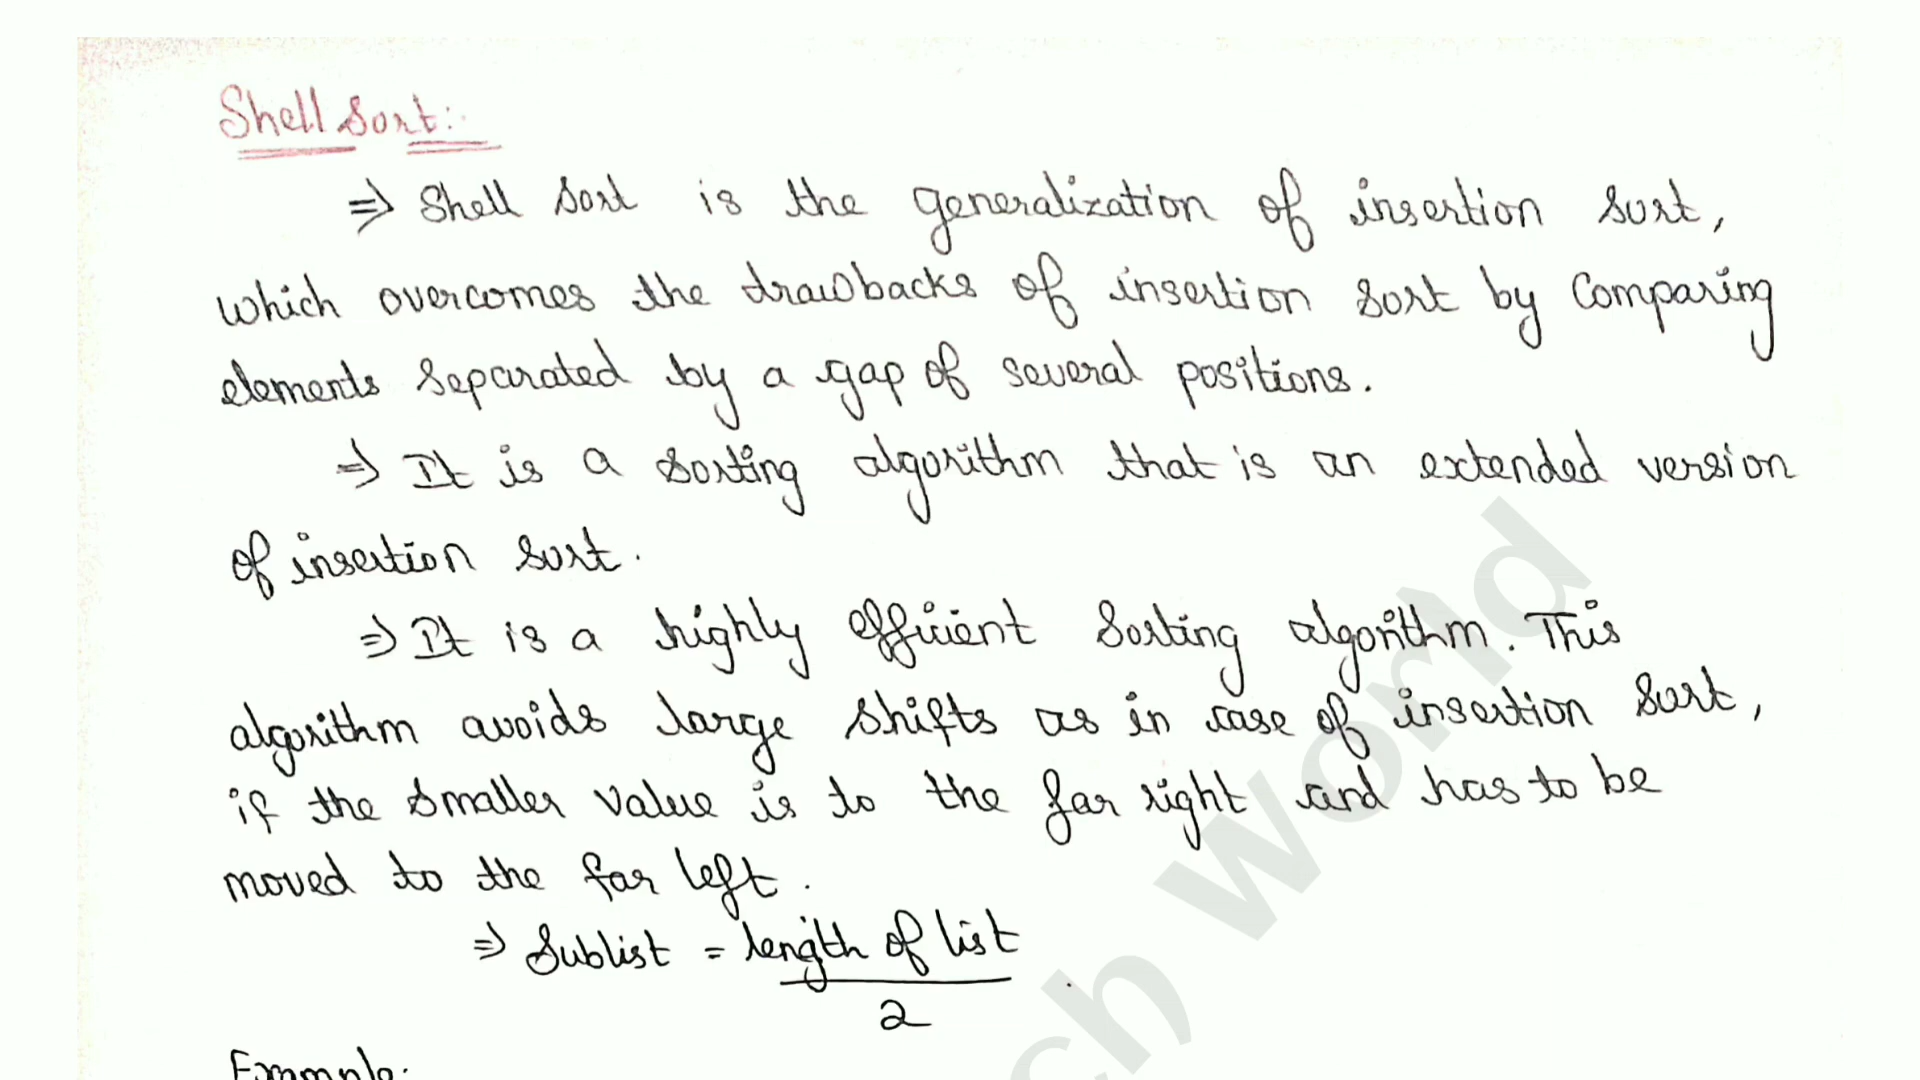 Shell Sort:
⇒ Shell Sort is the generalization of insertion sort,
which overcomes the drawbacks of insertion sort by Comparing
elements Separated by a gap of several positions.
⇒ It is a Sorting algorithm that is an extended version
of insertion sort.
⇒ It is a highly efficient Sorting algorithm. This
algorithm avoids large shifts as in case of insertion Sort,
if the Smaller value is to the far right and has to be
moved to the far left.
⇒ Sublist = length of list
2
Example:
ch world